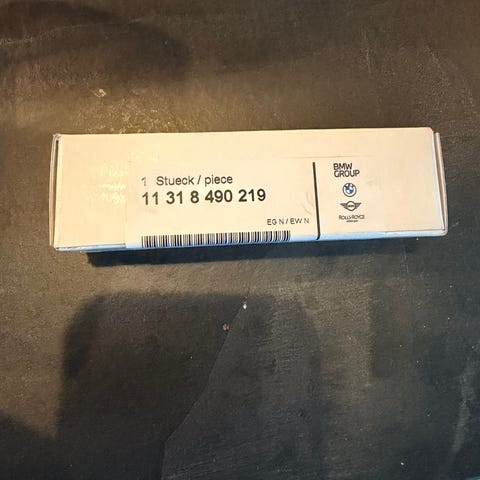 1 Stueck / piece
11 31 8 490 219
EG N / EW N
BMW
GROUP
ROLLS-ROYCE